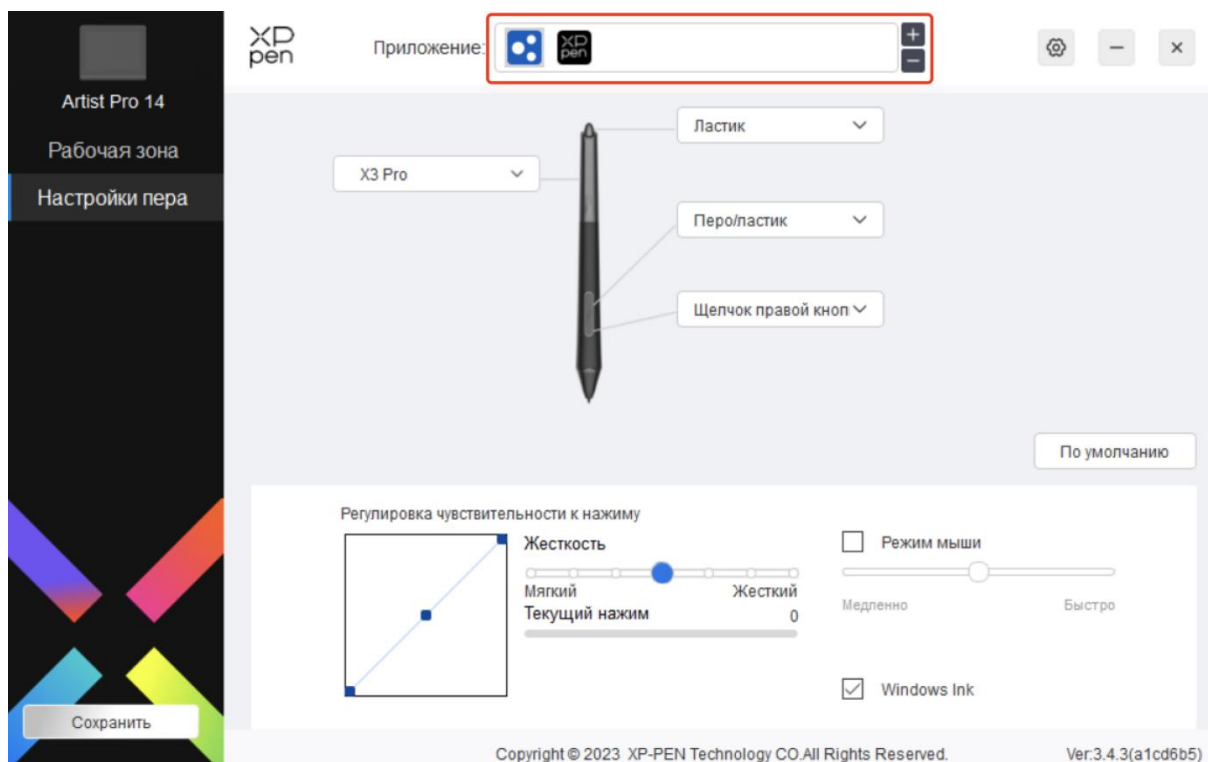 XP
pen
Приложение:
XP
pen
+
−
Artist Pro 14
Рабочая зона
Настройки пера
Ластик
X3 Pro
Перо/ластик
Щелчок правой кноп
По умолчанию
Регулировка чувствительности к нажиму
Жесткость
Мягкий Жесткий
Текущий нажим 0
Режим мыши
Медленно Быстро
Windows Ink
Сохранить
Copyright © 2023 XP-PEN Technology CO.All Rights Reserved.
Ver:3.4.3(a1cd6b5)